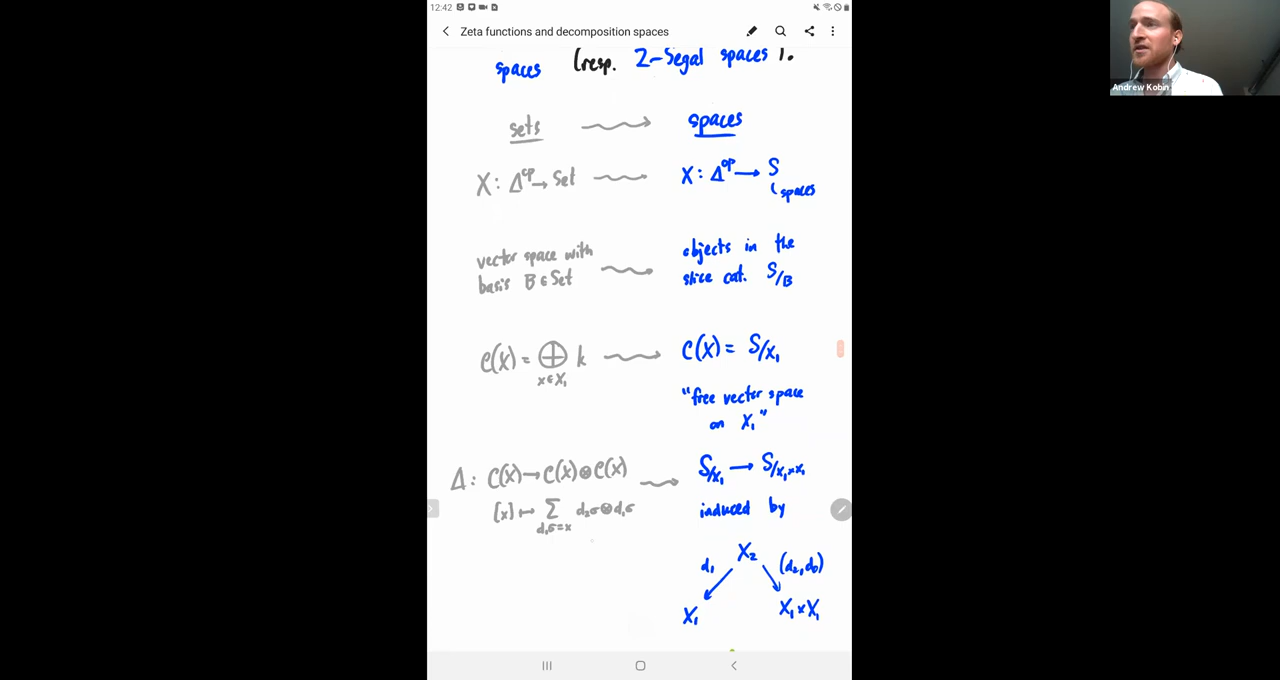 12:42
Zeta functions and decomposition spaces
Andrew Kobin
spaces (resp. 2-Segal spaces).
sets ⟿ spaces
X: Δ^op → Set ⟿ X: Δ^op → S
spaces
vector space with basis B ∈ Set ⟿ objects in the slice cat. S/B
C(X) = ⊕_{x∈X₁} k ⟿ C(X) = S/X₁
"free vector space
on X₁"
Δ: C(X) → C(X)⊗C(X) ⟿ S/X₁ → S/X₁×X₁
[x] ↦ Σ_{d₁σ=x} d₂σ⊗d₁σ induced by
d₁ X₂ (d₂,d₀)
X₁ X₁×X₁